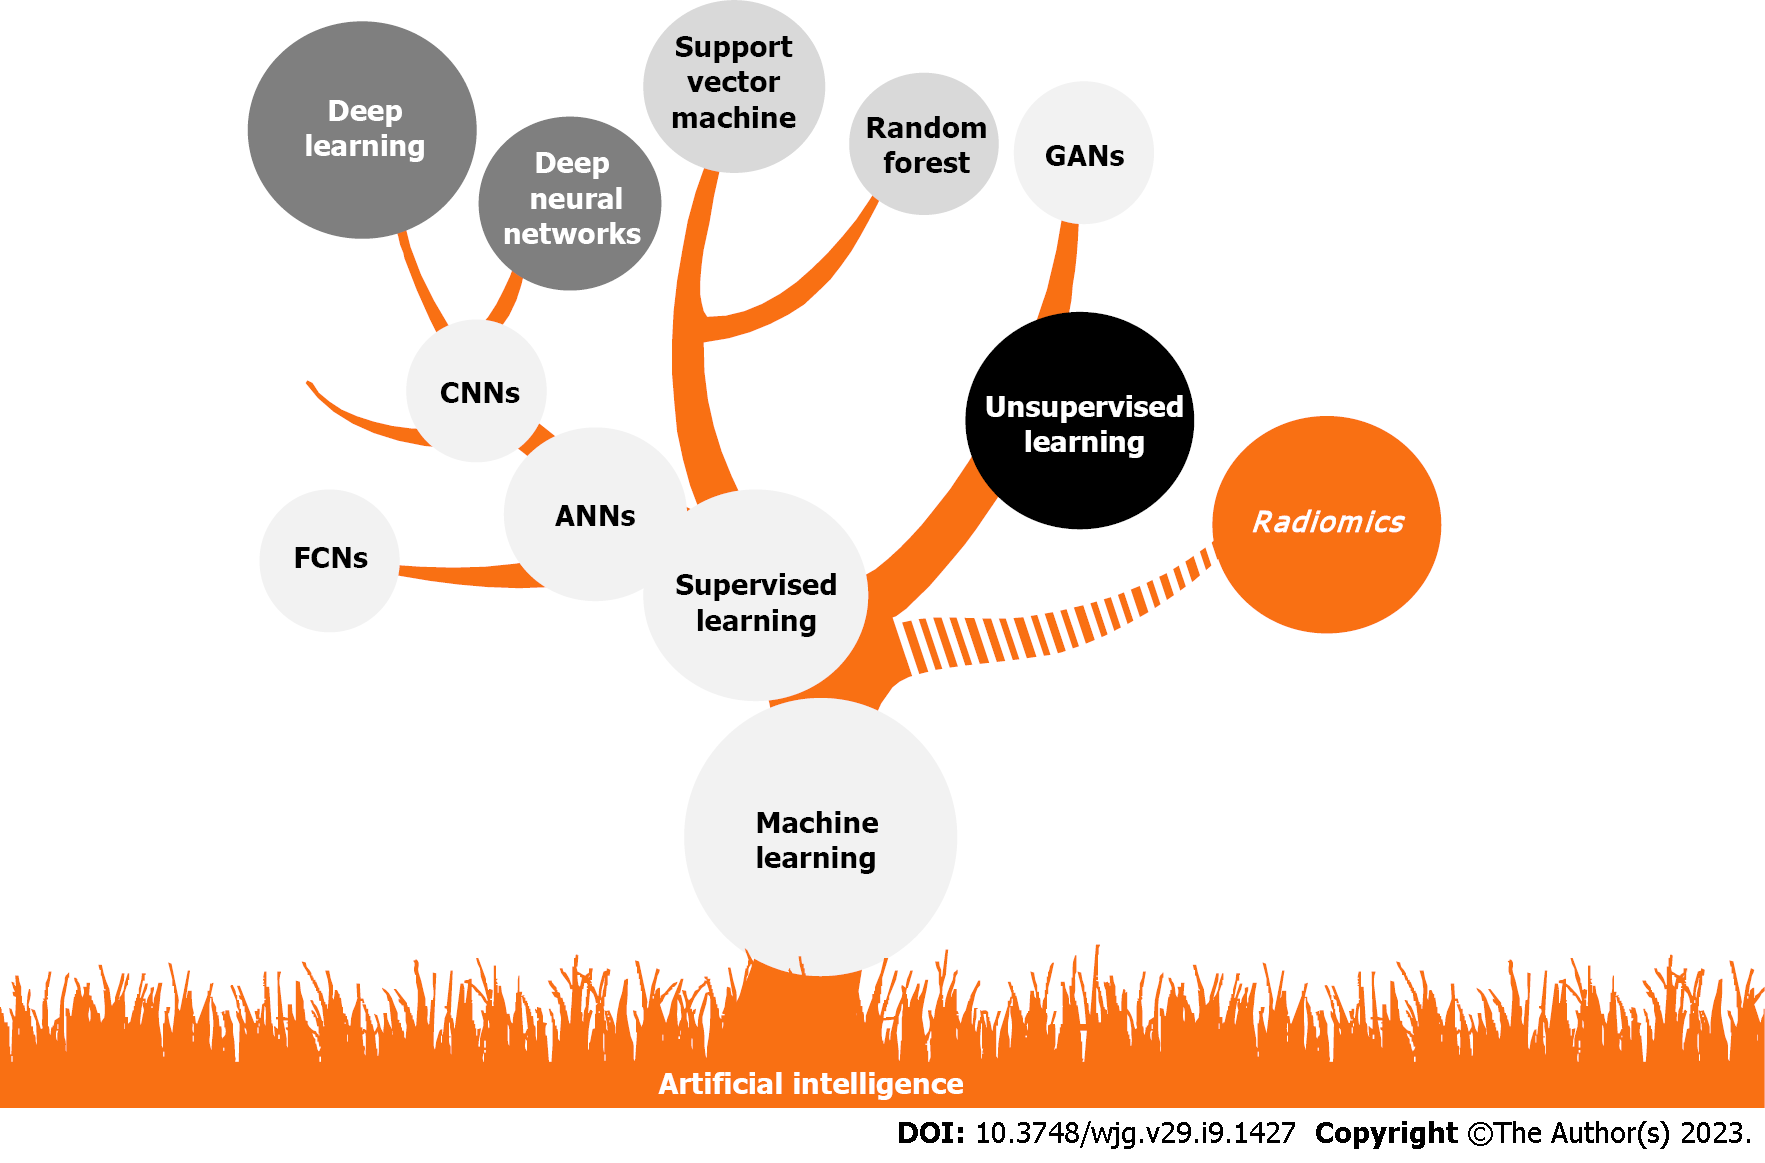 Deep
learning
Deep
neural
networks
Support
vector
machine
Random
forest
GANs
CNNs
Unsupervised
learning
FCNs
ANNs
Supervised
learning
Radiomics
Machine
learning
Artificial intelligence
DOI: 10.3748/wjg.v29.i9.1427 Copyright ©The Author(s) 2023.